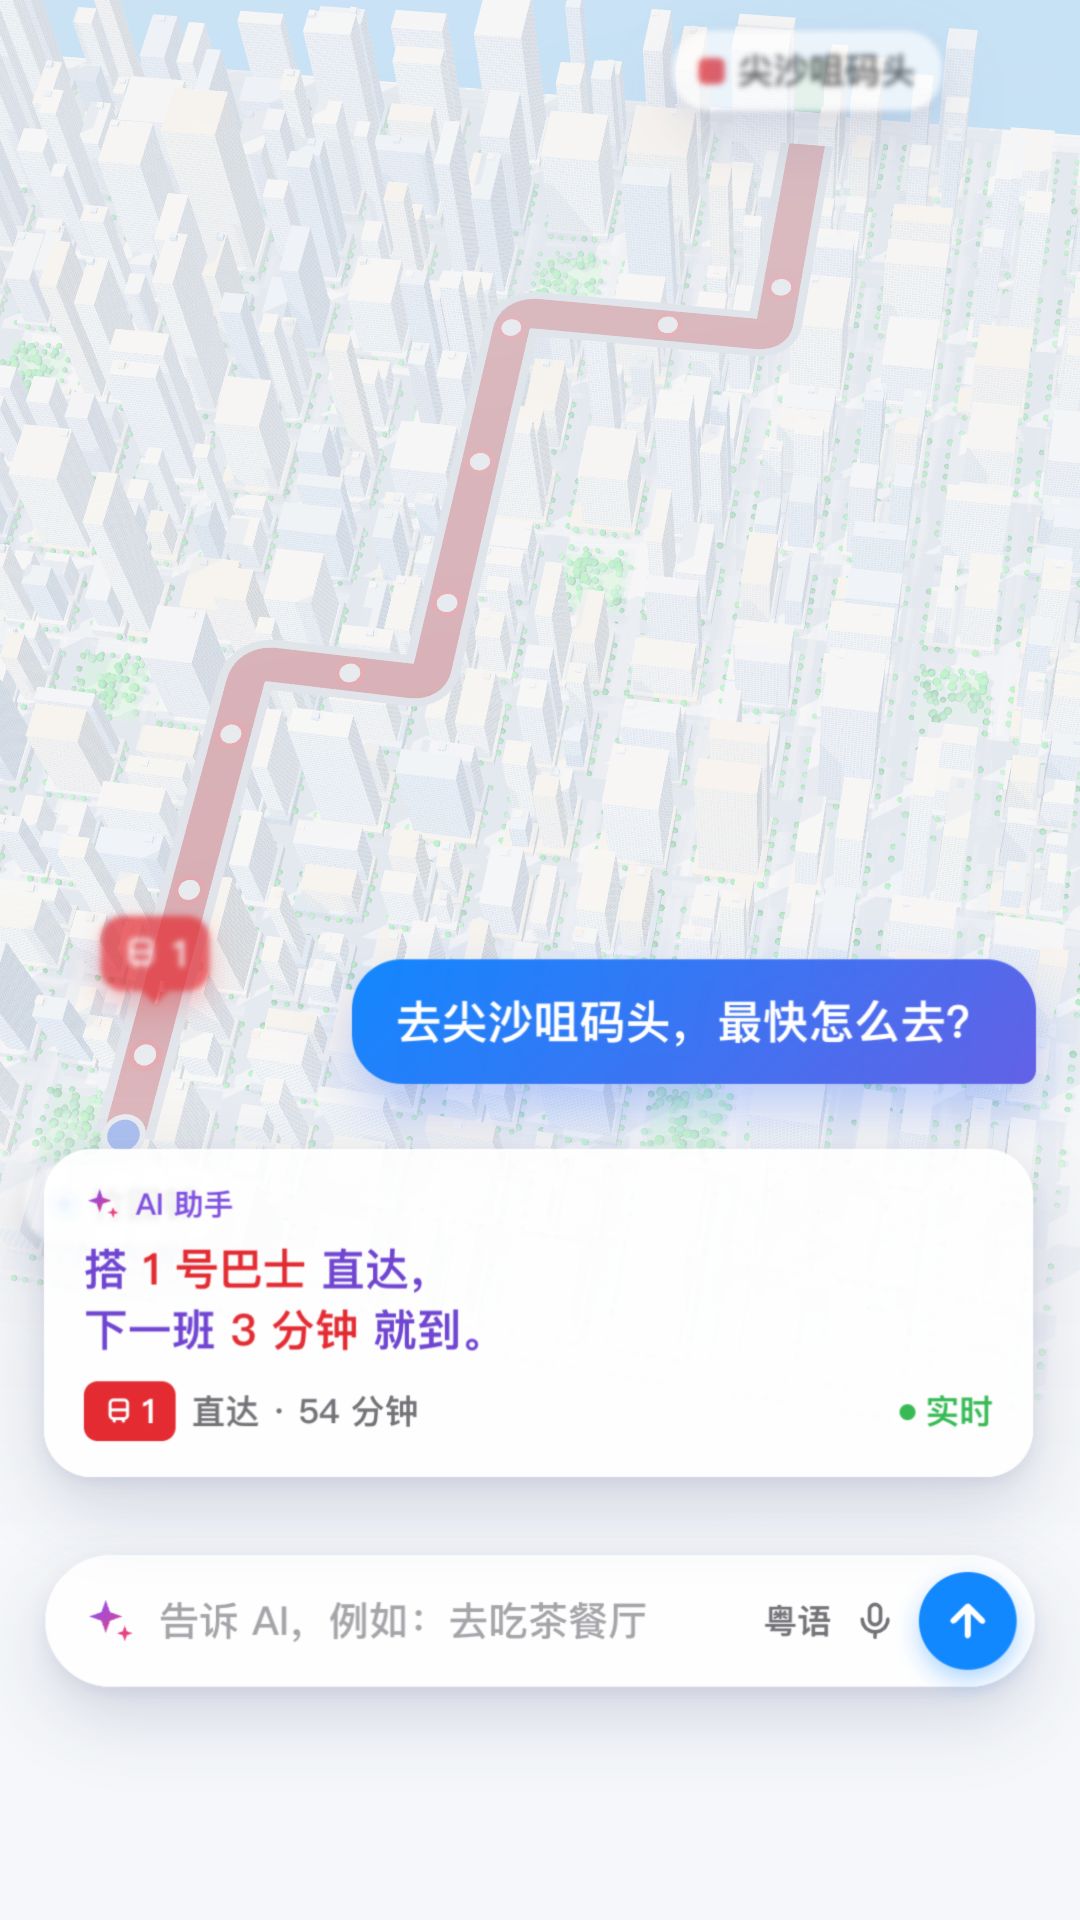 尖沙咀码头
1
去尖沙咀码头，最快怎么去？
AI 助手
搭 1 号巴士 直达，
下一班 3 分钟 就到。
1 直达 · 54 分钟
实时
告诉 AI，例如：去吃茶餐厅
粤语